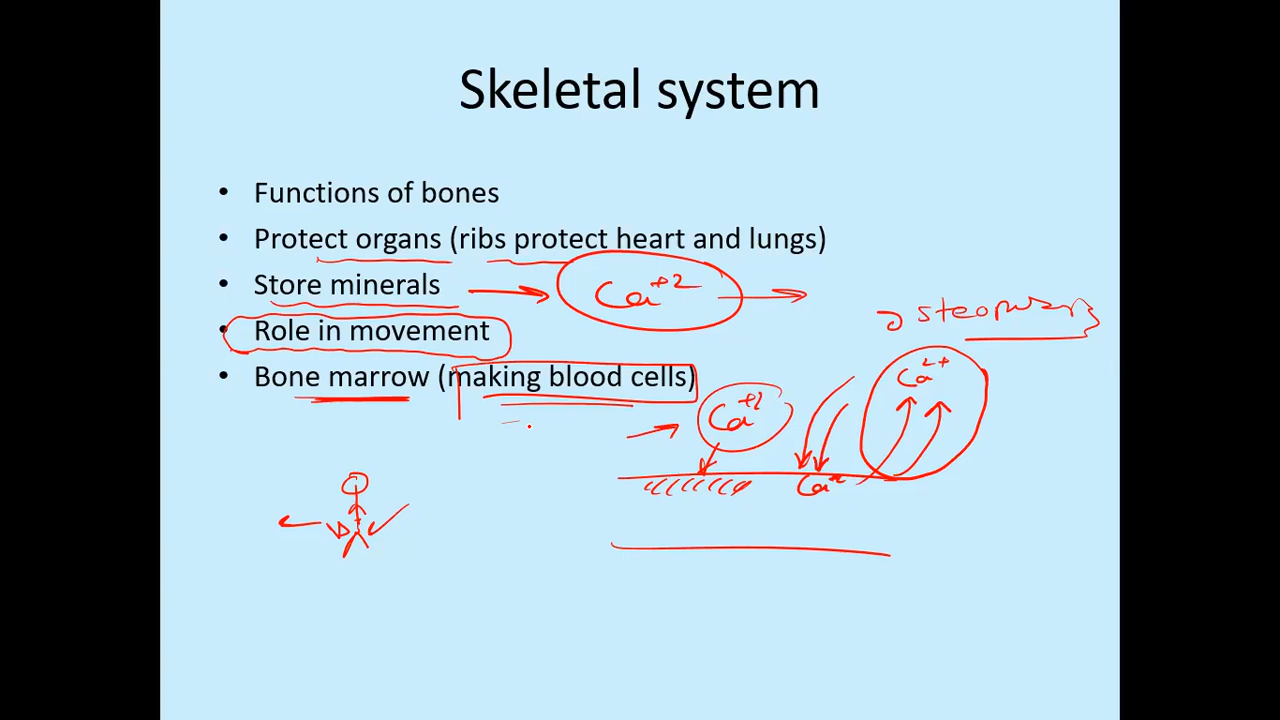 Skeletal system
• Functions of bones
• Protect organs (ribs protect heart and lungs)
• Store minerals
Ca+2
• Role in movement
• Bone marrow (making blood cells)
Ca2+
Ca+2
Ca